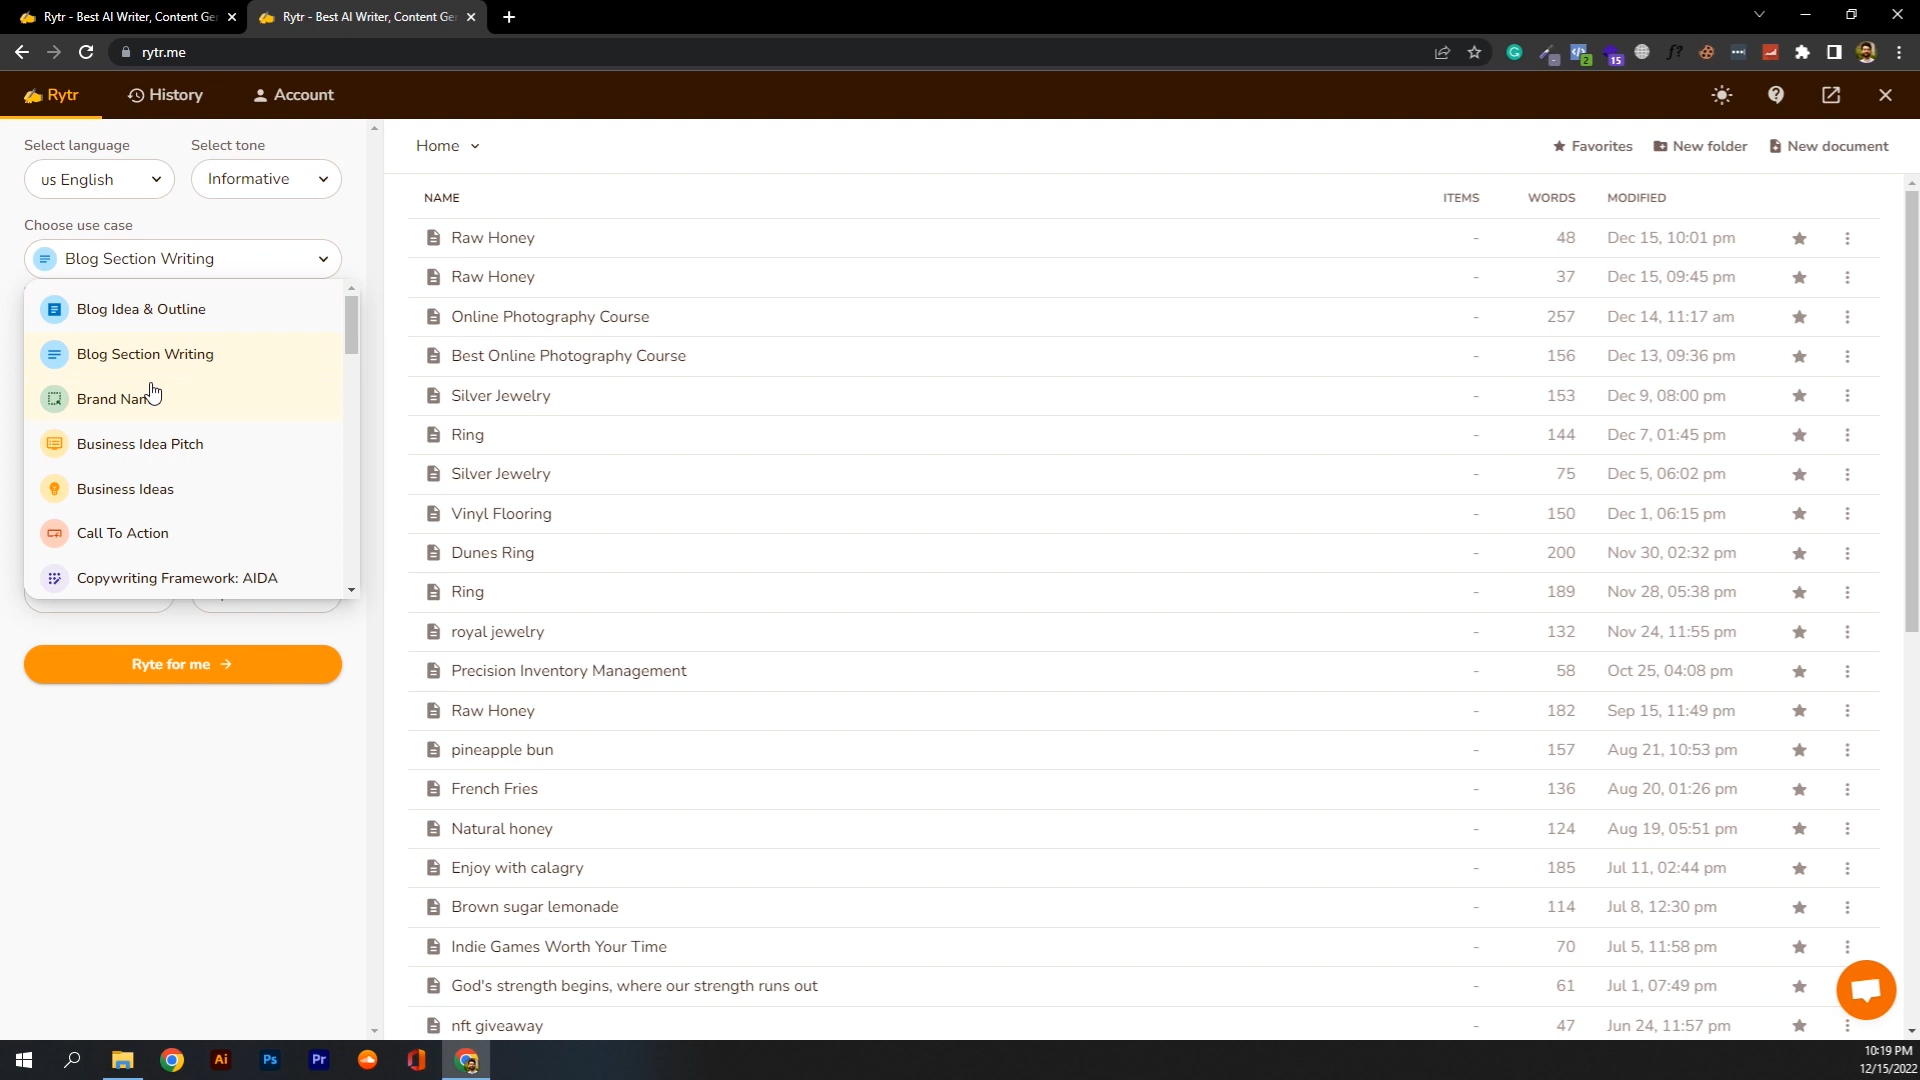 Rytr - Best AI Writer, Content Ger
Rytr - Best AI Writer, Content Ger
rytr.me
2
15
f?
Rytr
History
Account
Select language
Select tone
us English
Informative
Choose use case
Blog Section Writing
Blog Idea & Outline
Blog Section Writing
Brand Nam
Business Idea Pitch
Business Ideas
Call To Action
Copywriting Framework: AIDA
Ryte for me →
Home
Favorites
New folder
New document
NAME ITEMS WORDS MODIFIED
Raw Honey - 48 Dec 15, 10:01 pm
Raw Honey - 37 Dec 15, 09:45 pm
Online Photography Course - 257 Dec 14, 11:17 am
Best Online Photography Course - 156 Dec 13, 09:36 pm
Silver Jewelry - 153 Dec 9, 08:00 pm
Ring - 144 Dec 7, 01:45 pm
Silver Jewelry - 75 Dec 5, 06:02 pm
Vinyl Flooring - 150 Dec 1, 06:15 pm
Dunes Ring - 200 Nov 30, 02:32 pm
Ring - 189 Nov 28, 05:38 pm
royal jewelry - 132 Nov 24, 11:55 pm
Precision Inventory Management - 58 Oct 25, 04:08 pm
Raw Honey - 182 Sep 15, 11:49 pm
pineapple bun - 157 Aug 21, 10:53 pm
French Fries - 136 Aug 20, 01:26 pm
Natural honey - 124 Aug 19, 05:51 pm
Enjoy with calagry - 185 Jul 11, 02:44 pm
Brown sugar lemonade - 114 Jul 8, 12:30 pm
Indie Games Worth Your Time - 70 Jul 5, 11:58 pm
God's strength begins, where our strength runs out - 61 Jul 1, 07:49 pm
nft giveaway - 47 Jun 24, 11:57 pm
Ai
Ps
Pr
10:19 PM
12/15/2022